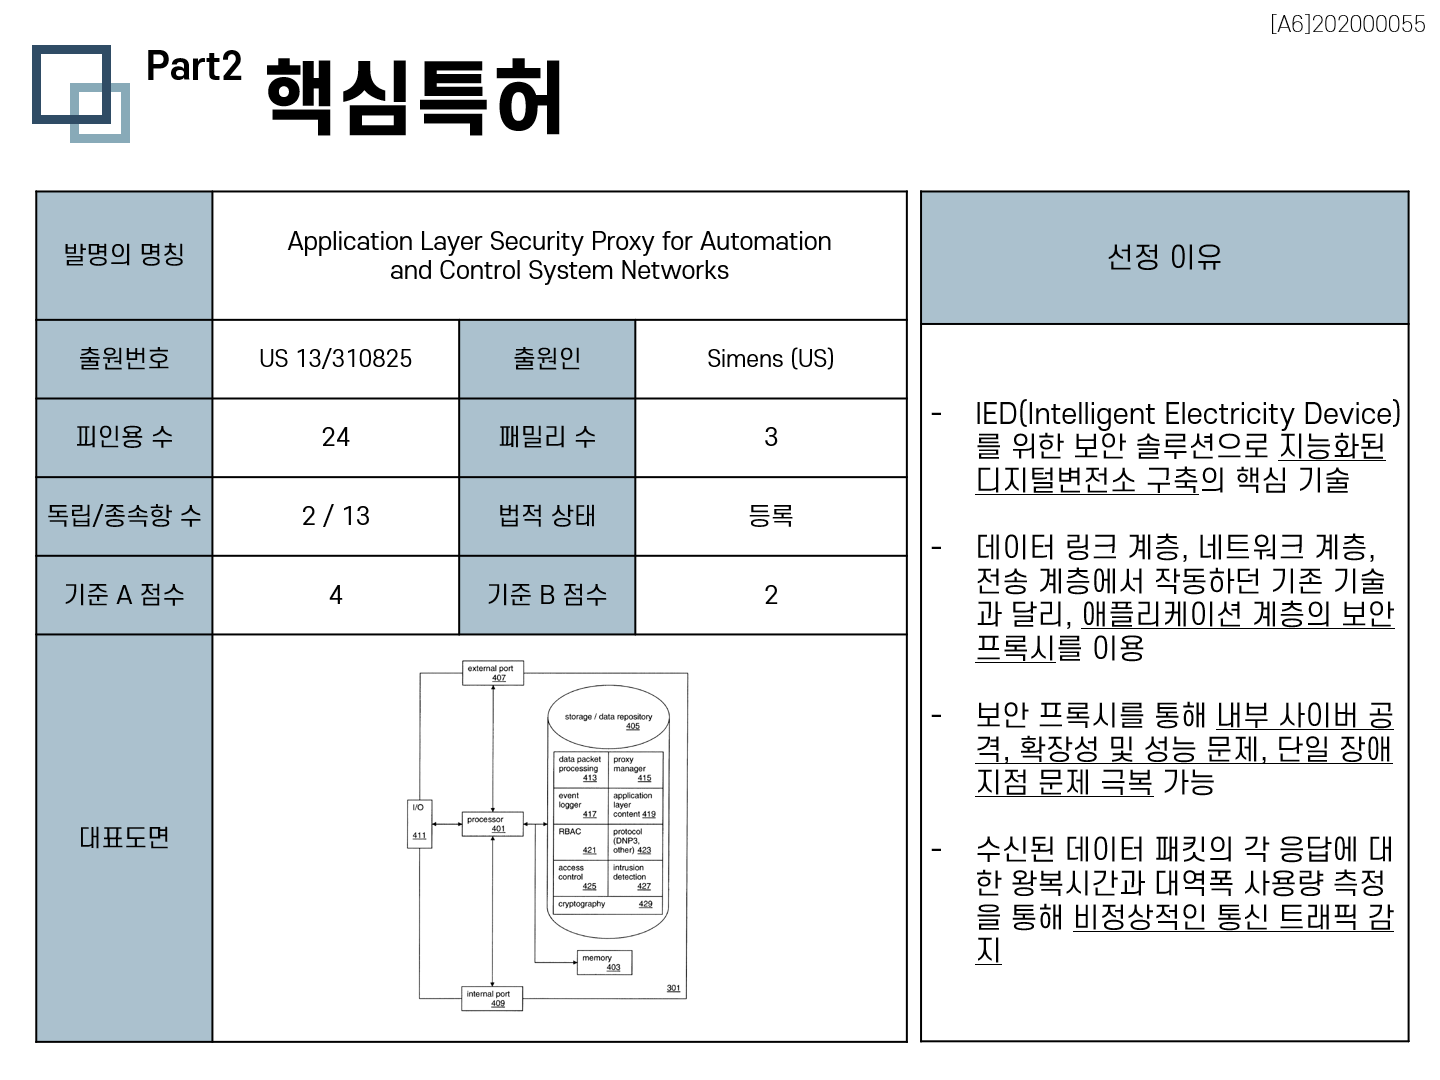 [A6]202000055
Part2 핵심특허
발명의 명칭
Application Layer Security Proxy for Automation
and Control System Networks
출원번호
US 13/310825
출원인
Simens (US)
피인용 수
24
패밀리 수
3
독립/종속항 수
2 / 13
법적 상태
등록
기준 A 점수
4
기준 B 점수
2
대표도면
external port
407
storage / data repository
405
data packet
processing
413
proxy
manager
415
event
logger
417
application
layer
content 419
RBAC
421
protocol
(DNP3,
other) 423
access
control
425
intrusion
detection
427
cryptography 429
I/O
411
processor
401
memory
403
internal port
409
301
선정 이유
- IED(Intelligent Electricity Device)
를 위한 보안 솔루션으로 지능화된
디지털변전소 구축의 핵심 기술
- 데이터 링크 계층, 네트워크 계층,
전송 계층에서 작동하던 기존 기술
과 달리, 애플리케이션 계층의 보안
프록시를 이용
- 보안 프록시를 통해 내부 사이버 공
격, 확장성 및 성능 문제, 단일 장애
지점 문제 극복 가능
- 수신된 데이터 패킷의 각 응답에 대
한 왕복시간과 대역폭 사용량 측정
을 통해 비정상적인 통신 트래픽 감
지